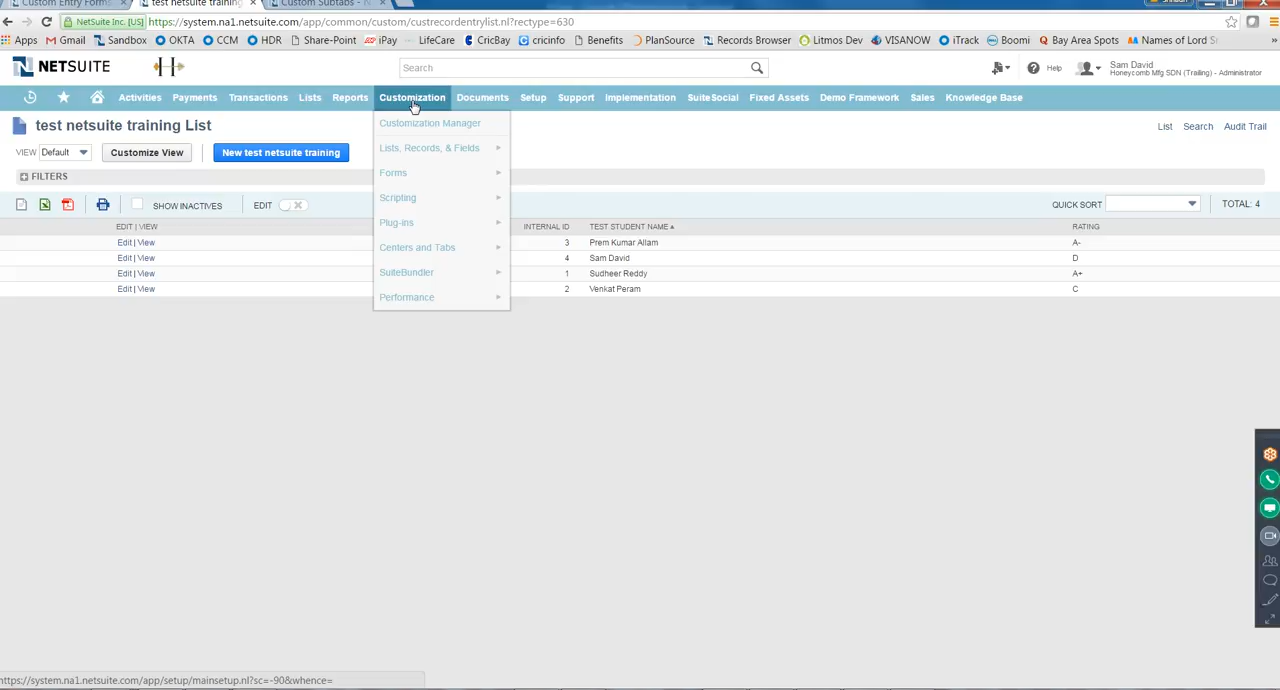 Custom Entry Forms
test netsuite training
Custom Subtabs - N
NetSuite Inc. [US] https://system.na1.netsuite.com/app/common/custom/custrecordentrylist.nl?rectype=630
Apps Gmail Sandbox OKTA CCM HDR Share-Point iPay LifeCare CricBay cricinfo Benefits PlanSource Records Browser Litmos Dev VISANOW iTrack Boomi Bay Area Spots Names of Lord
NETSUITE
H
Search
Help
Sam David
Honeycomb Mfg SDN (Trailing) - Administrator
Activities Payments Transactions Lists Reports Customization Documents Setup Support Implementation SuiteSocial Fixed Assets Demo Framework Sales Knowledge Base
test netsuite training List
List Search Audit Trail
VIEW Default Customize View New test netsuite training
FILTERS
SHOW INACTIVES EDIT QUICK SORT TOTAL: 4
EDIT | VIEW INTERNAL ID TEST STUDENT NAME RATING
Edit | View 3 Prem Kumar Allam A-
Edit | View 4 Sam David D
Edit | View 1 Sudheer Reddy A+
Edit | View 2 Venkat Peram C
Customization Manager
Lists, Records, & Fields
Forms
Scripting
Plug-ins
Centers and Tabs
SuiteBundler
Performance
https://system.na1.netsuite.com/app/setup/mainsetup.nl?sc=-90&whence=